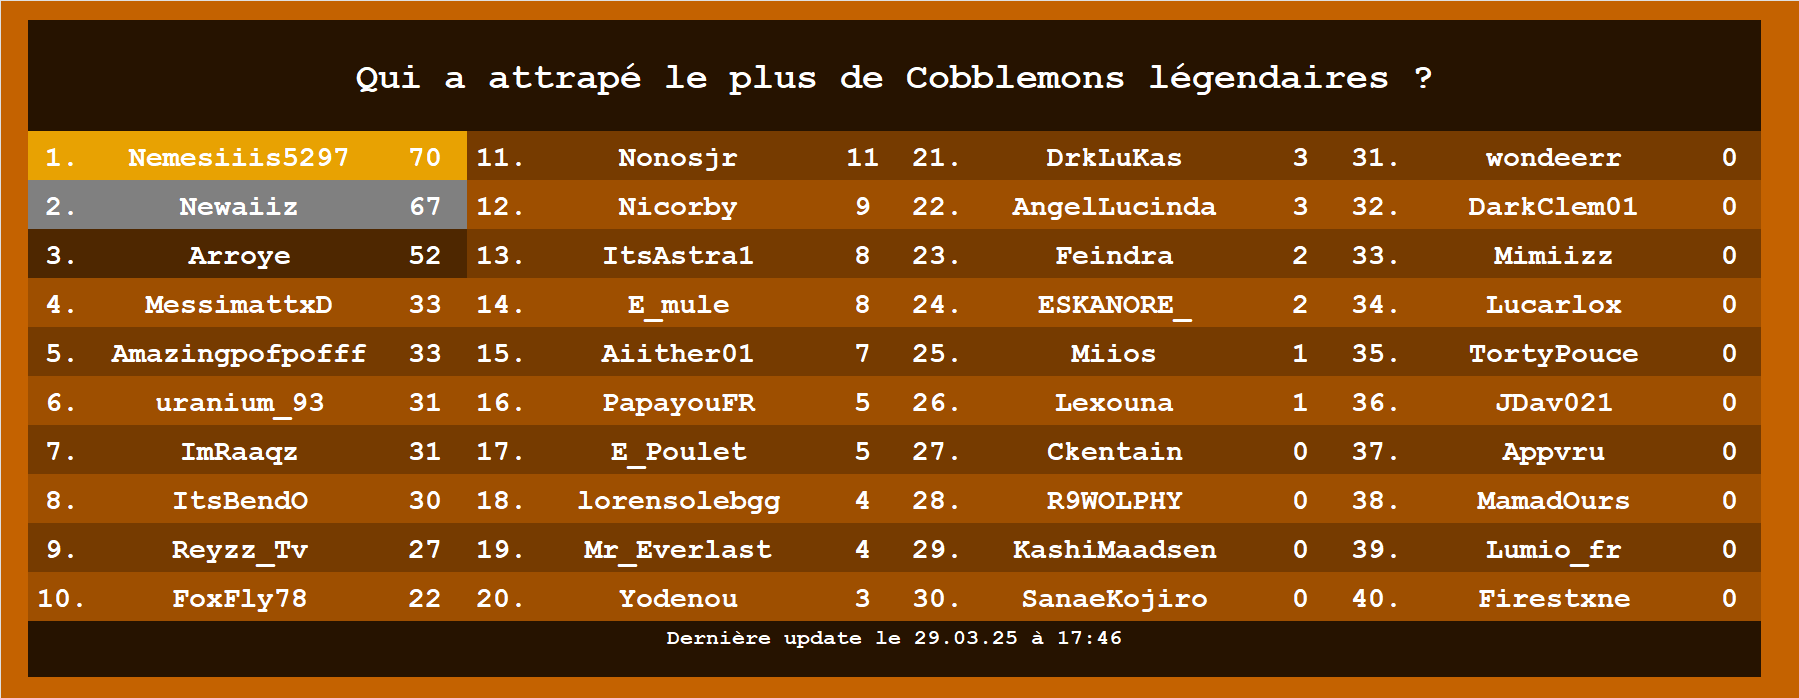 Qui a attrapé le plus de Cobblemons légendaires ?
1. Nemesiiis5297 70 11. Nonosjr 11 21. DrkLuKas 3 31. wondeerr 0
2. Newaiiz 67 12. Nicorby 9 22. AngelLucinda 3 32. DarkClem01 0
3. Arroye 52 13. ItsAstra1 8 23. Feindra 2 33. Mimiizz 0
4. MessimattxD 33 14. E_mule 8 24. ESKANORE_ 2 34. Lucarlox 0
5. Amazingpofpofff 33 15. Aiither01 7 25. Miios 1 35. TortyPouce 0
6. uranium_93 31 16. PapayouFR 5 26. Lexouna 1 36. JDav021 0
7. ImRaaqz 31 17. E_Poulet 5 27. Ckentain 0 37. Appvru 0
8. ItsBendO 30 18. lorensolebgg 4 28. R9WOLPHY 0 38. MamadOurs 0
9. Reyzz_Tv 27 19. Mr_Everlast 4 29. KashiMaadsen 0 39. Lumio_fr 0
10. FoxFly78 22 20. Yodenou 3 30. SanaeKojiro 0 40. Firestxne 0
Dernière update le 29.03.25 à 17:46